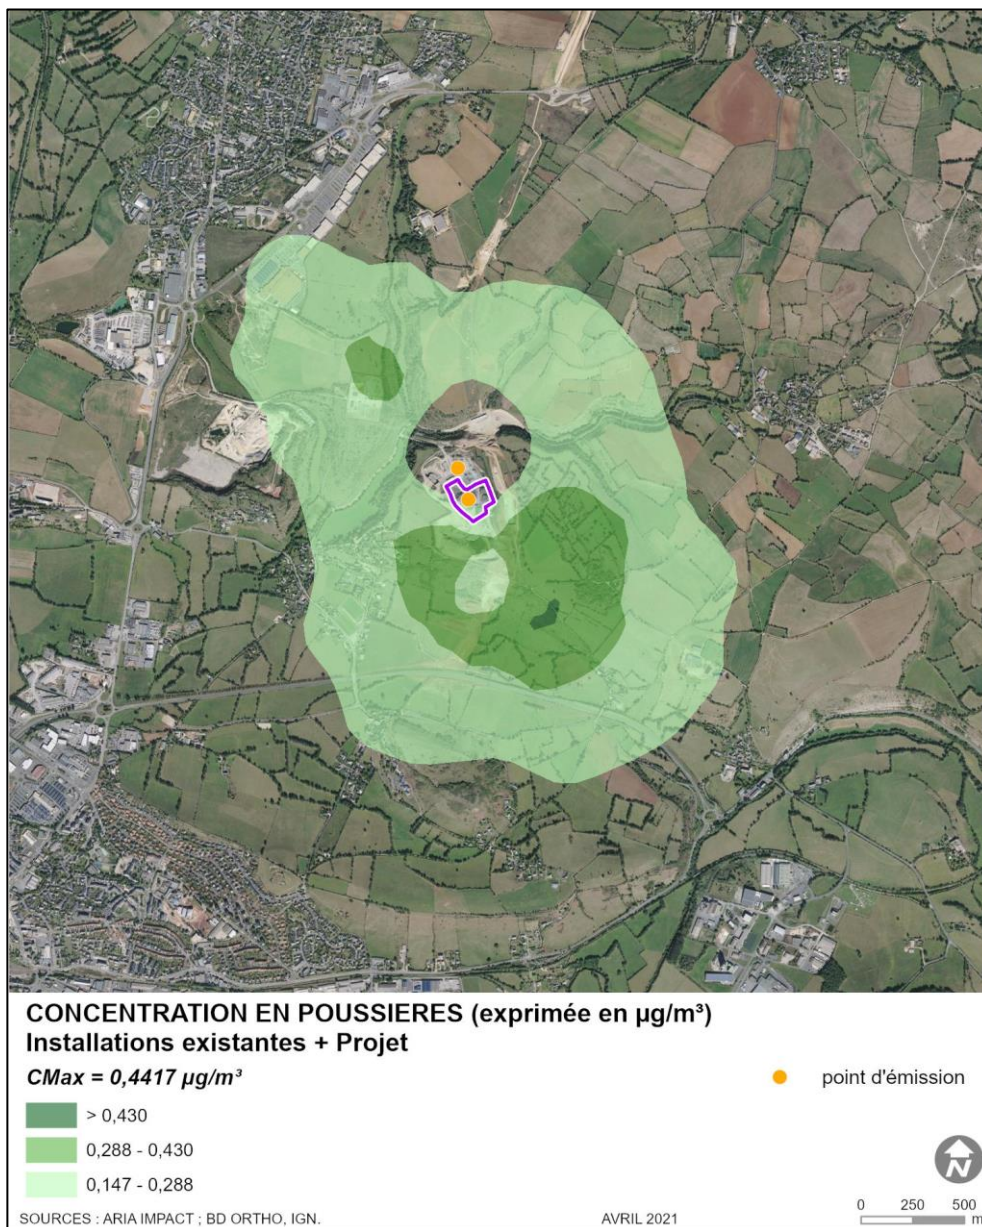 CONCENTRATION EN POUSSIERES (exprimée en µg/m³)
Installations existantes + Projet
CMax = 0,4417 µg/m³
point d'émission
> 0,430
0,288 - 0,430
0,147 - 0,288
N
0 250 500
m
SOURCES : ARIA IMPACT ; BD ORTHO, IGN.
AVRIL 2021